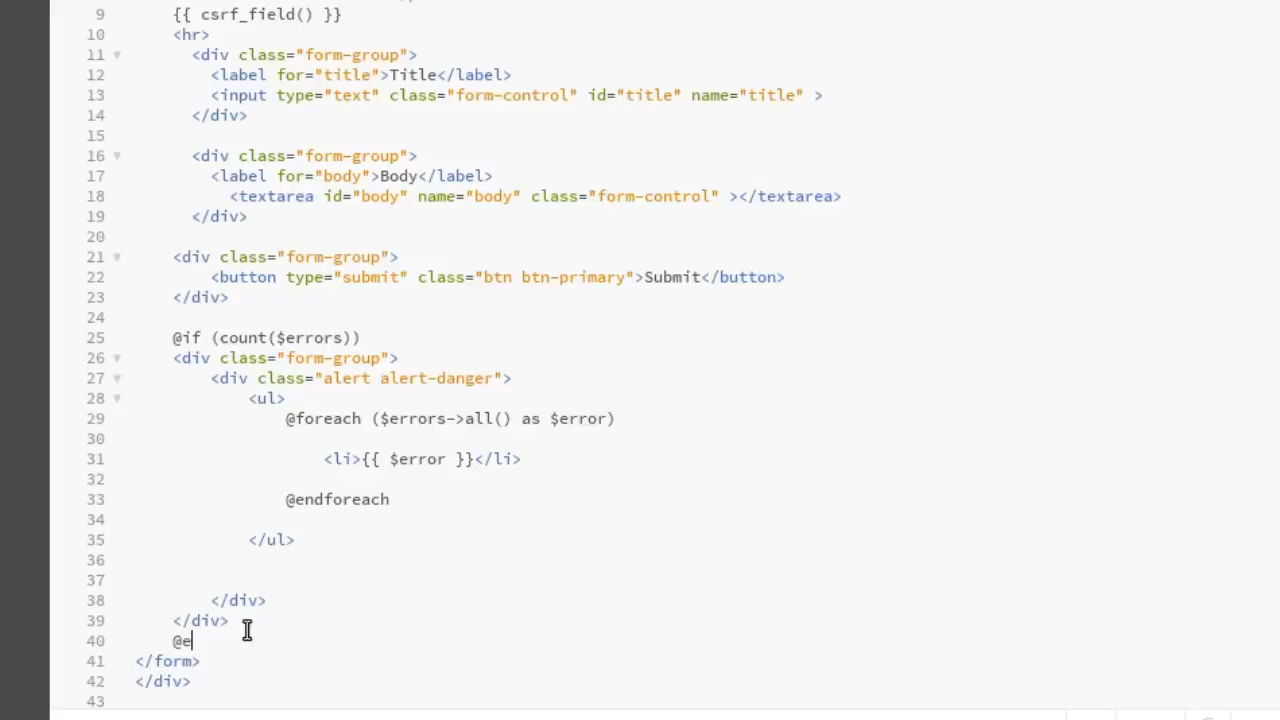 9 {{ csrf_field() }}
10 <hr>
11 <div class="form-group">
12 <label for="title">Title</label>
13 <input type="text" class="form-control" id="title" name="title" >
14 </div>
15
16 <div class="form-group">
17 <label for="body">Body</label>
18 <textarea id="body" name="body" class="form-control" ></textarea>
19 </div>
20
21 <div class="form-group">
22 <button type="submit" class="btn btn-primary">Submit</button>
23 </div>
24
25 @if (count($errors))
26 <div class="form-group">
27 <div class="alert alert-danger">
28 <ul>
29 @foreach ($errors->all() as $error)
30
31 <li>{{ $error }}</li>
32
33 @endforeach
34
35 </ul>
36
37
38 </div>
39 </div>
40 @e
41 </form>
42 </div>
43